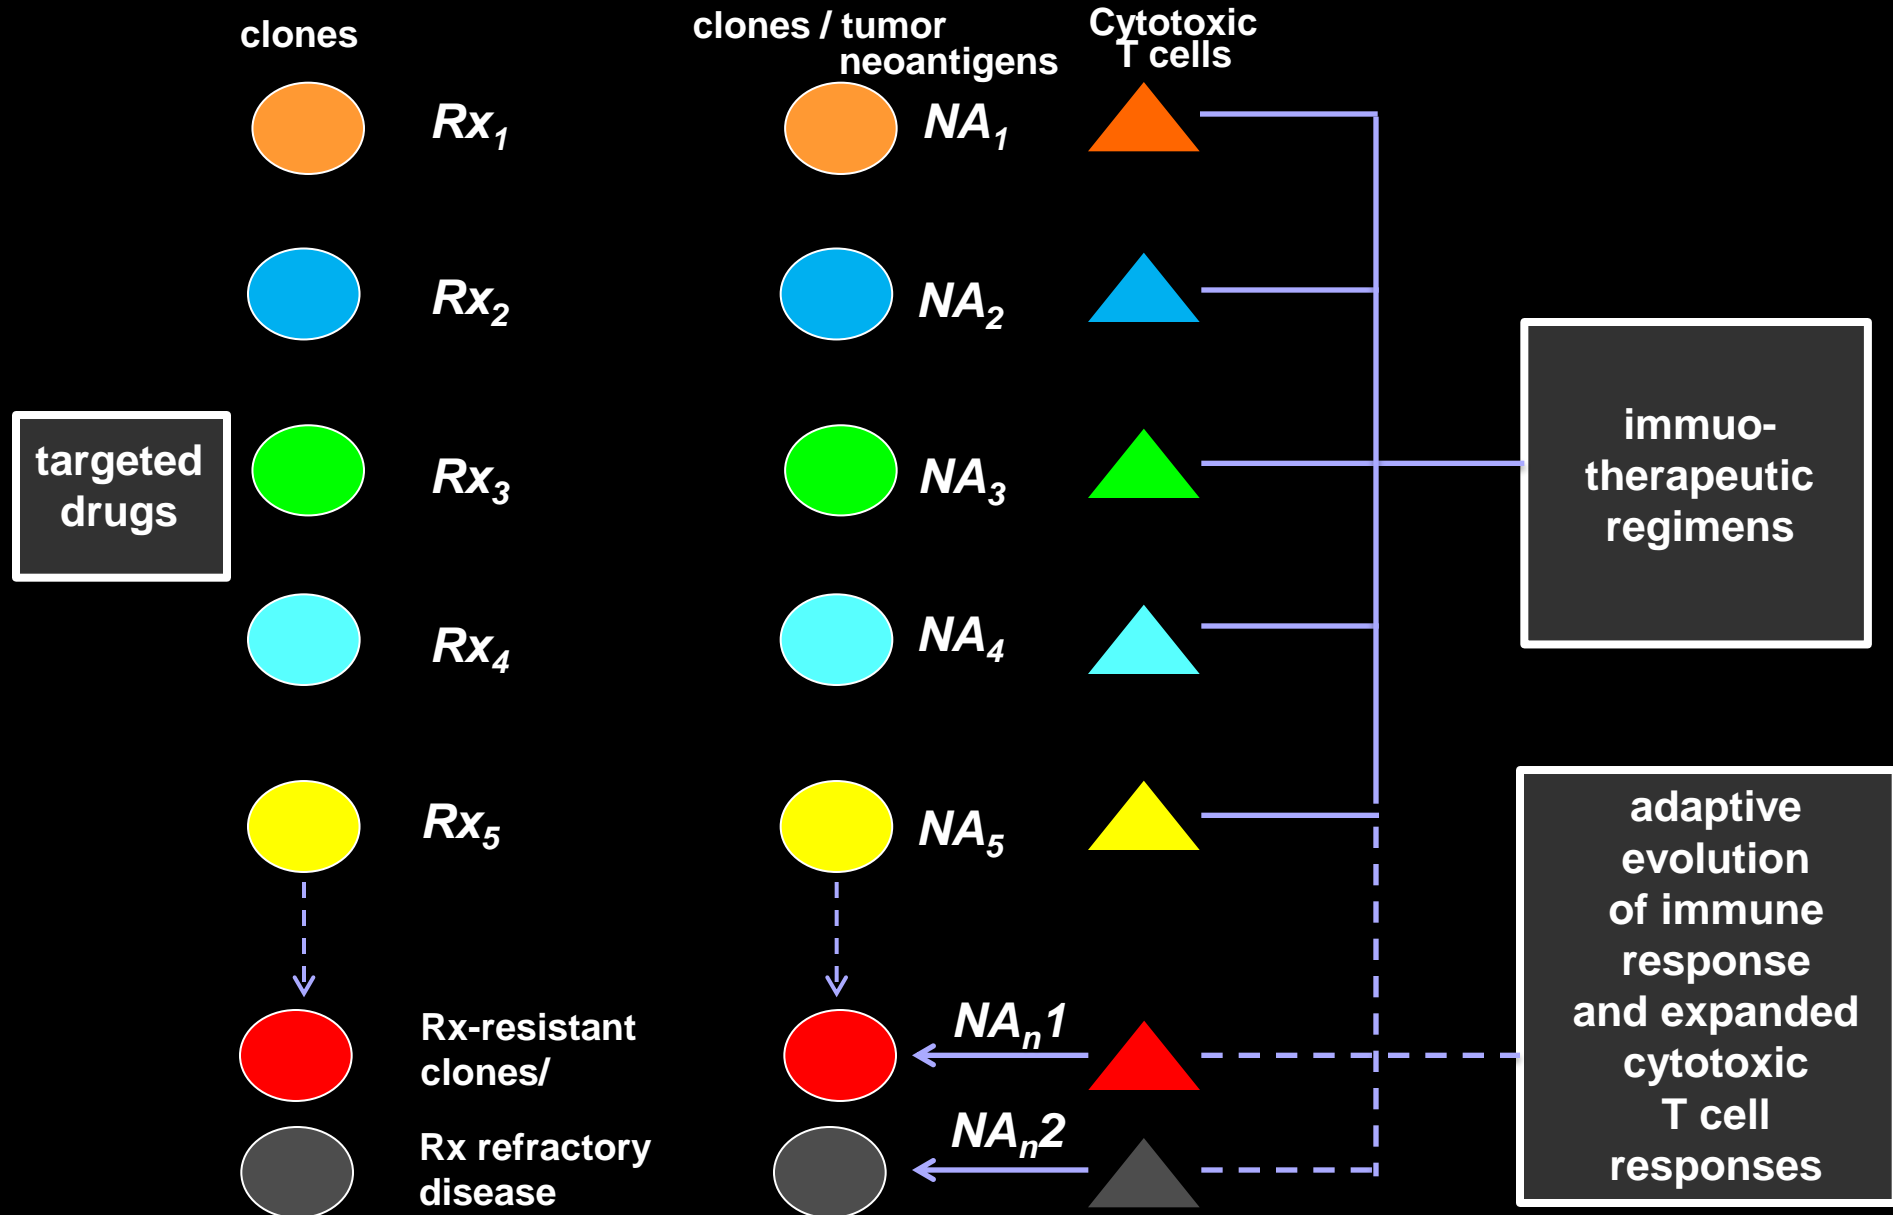 clones
clones / tumor
neoantigens
Cytotoxic
T cells
Rx1
NA1
Rx2
NA2
targeted
drugs
Rx3
NA3
immuo-
therapeutic
regimens
Rx4
NA4
Rx5
NA5
Rx-resistant
clones/
NAn1
Rx refractory
disease
NAn2
adaptive
evolution
of immune
response
and expanded
cytotoxic
T cell
responses